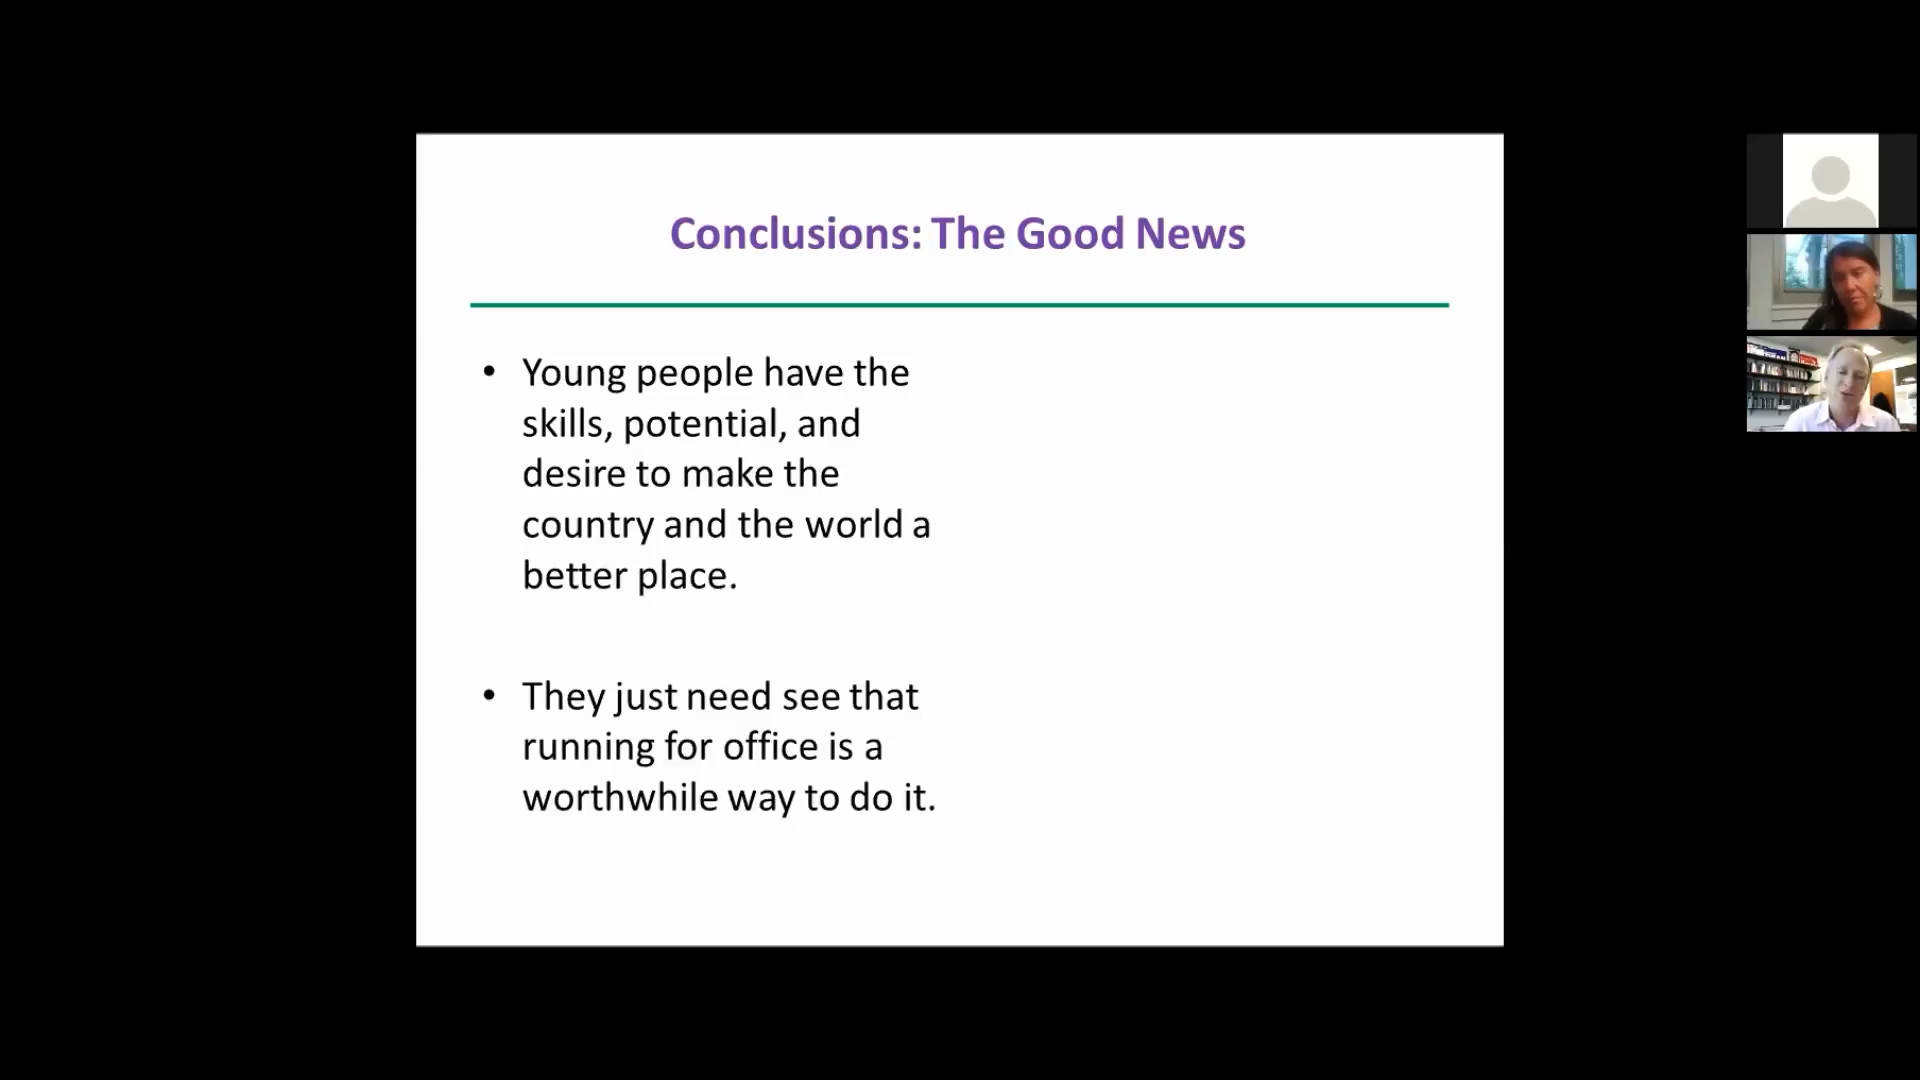 Conclusions: The Good News
• Young people have the
skills, potential, and
desire to make the
country and the world a
better place.
• They just need see that
running for office is a
worthwhile way to do it.